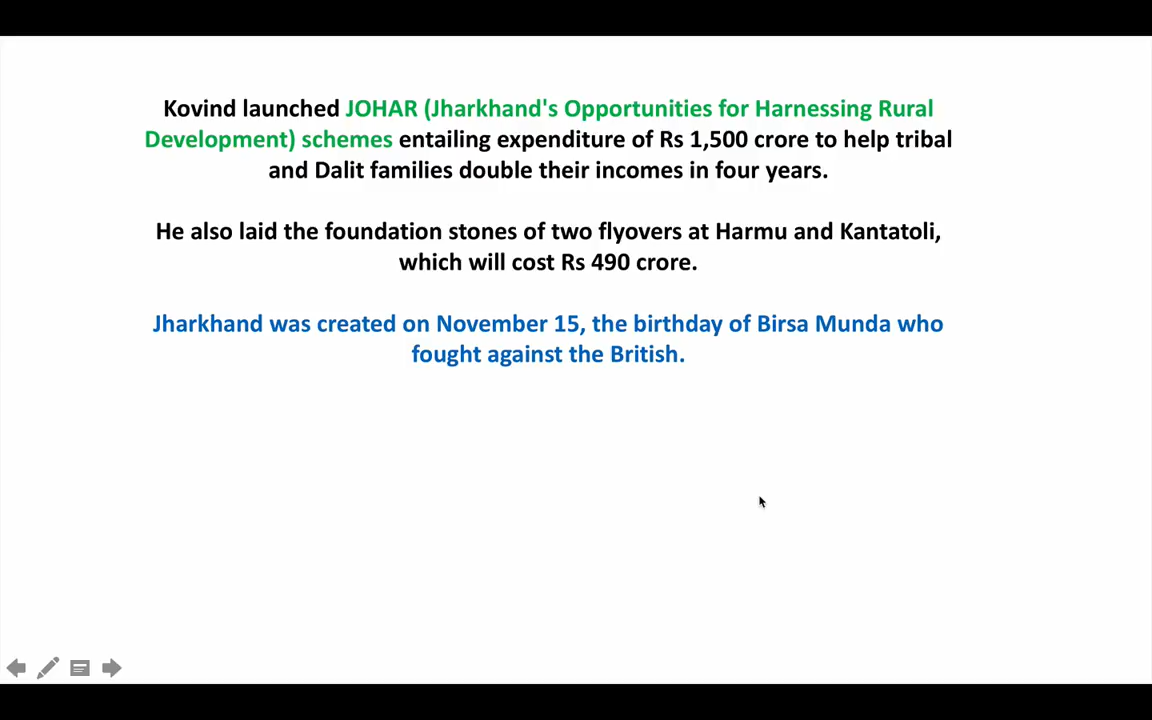 Kovind launched JOHAR (Jharkhand's Opportunities for Harnessing Rural
Development) schemes entailing expenditure of Rs 1,500 crore to help tribal
and Dalit families double their incomes in four years.
He also laid the foundation stones of two flyovers at Harmu and Kantatoli,
which will cost Rs 490 crore.
Jharkhand was created on November 15, the birthday of Birsa Munda who
fought against the British.